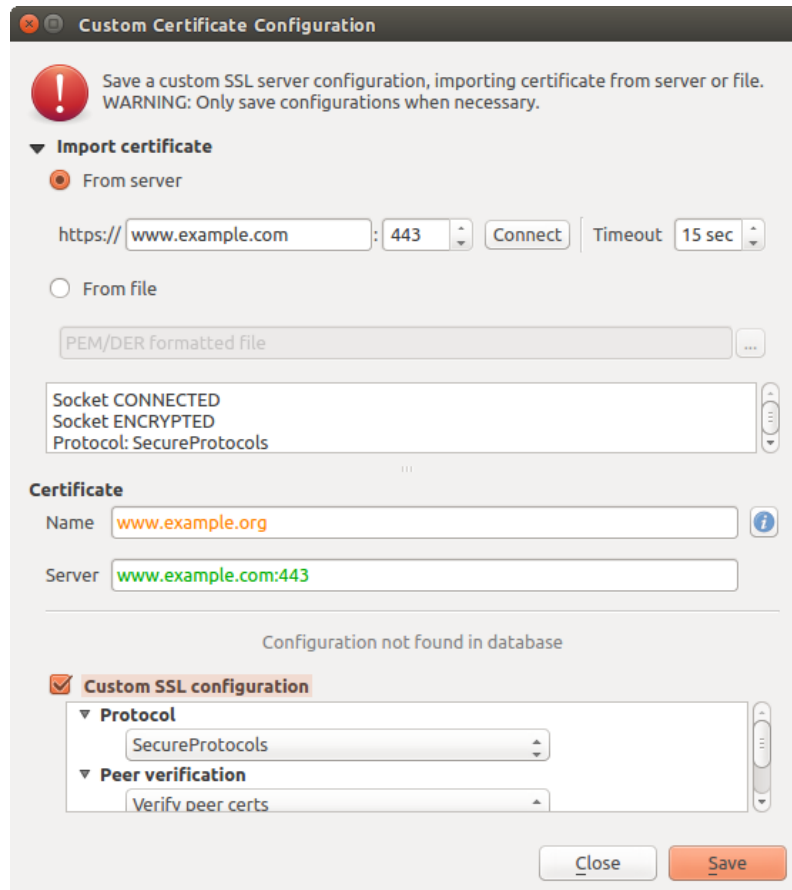 Custom Certificate Configuration
Save a custom SSL server configuration, importing certificate from server or file.
WARNING: Only save configurations when necessary.
Import certificate
From server
https:// www.example.com : 443 Connect Timeout 15 sec
From file
PEM/DER formatted file ...
Socket CONNECTED
Socket ENCRYPTED
Protocol: SecureProtocols
Certificate
Name www.example.org
Server www.example.com:443
Configuration not found in database
Custom SSL configuration
Protocol
SecureProtocols
Peer verification
Verify peer certs
Close Save